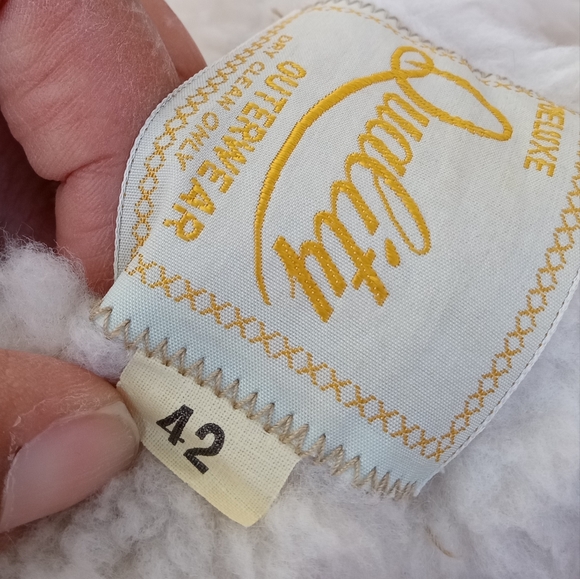 DELUXE
Quality
OUTERWEAR
DRY CLEAN ONLY
42